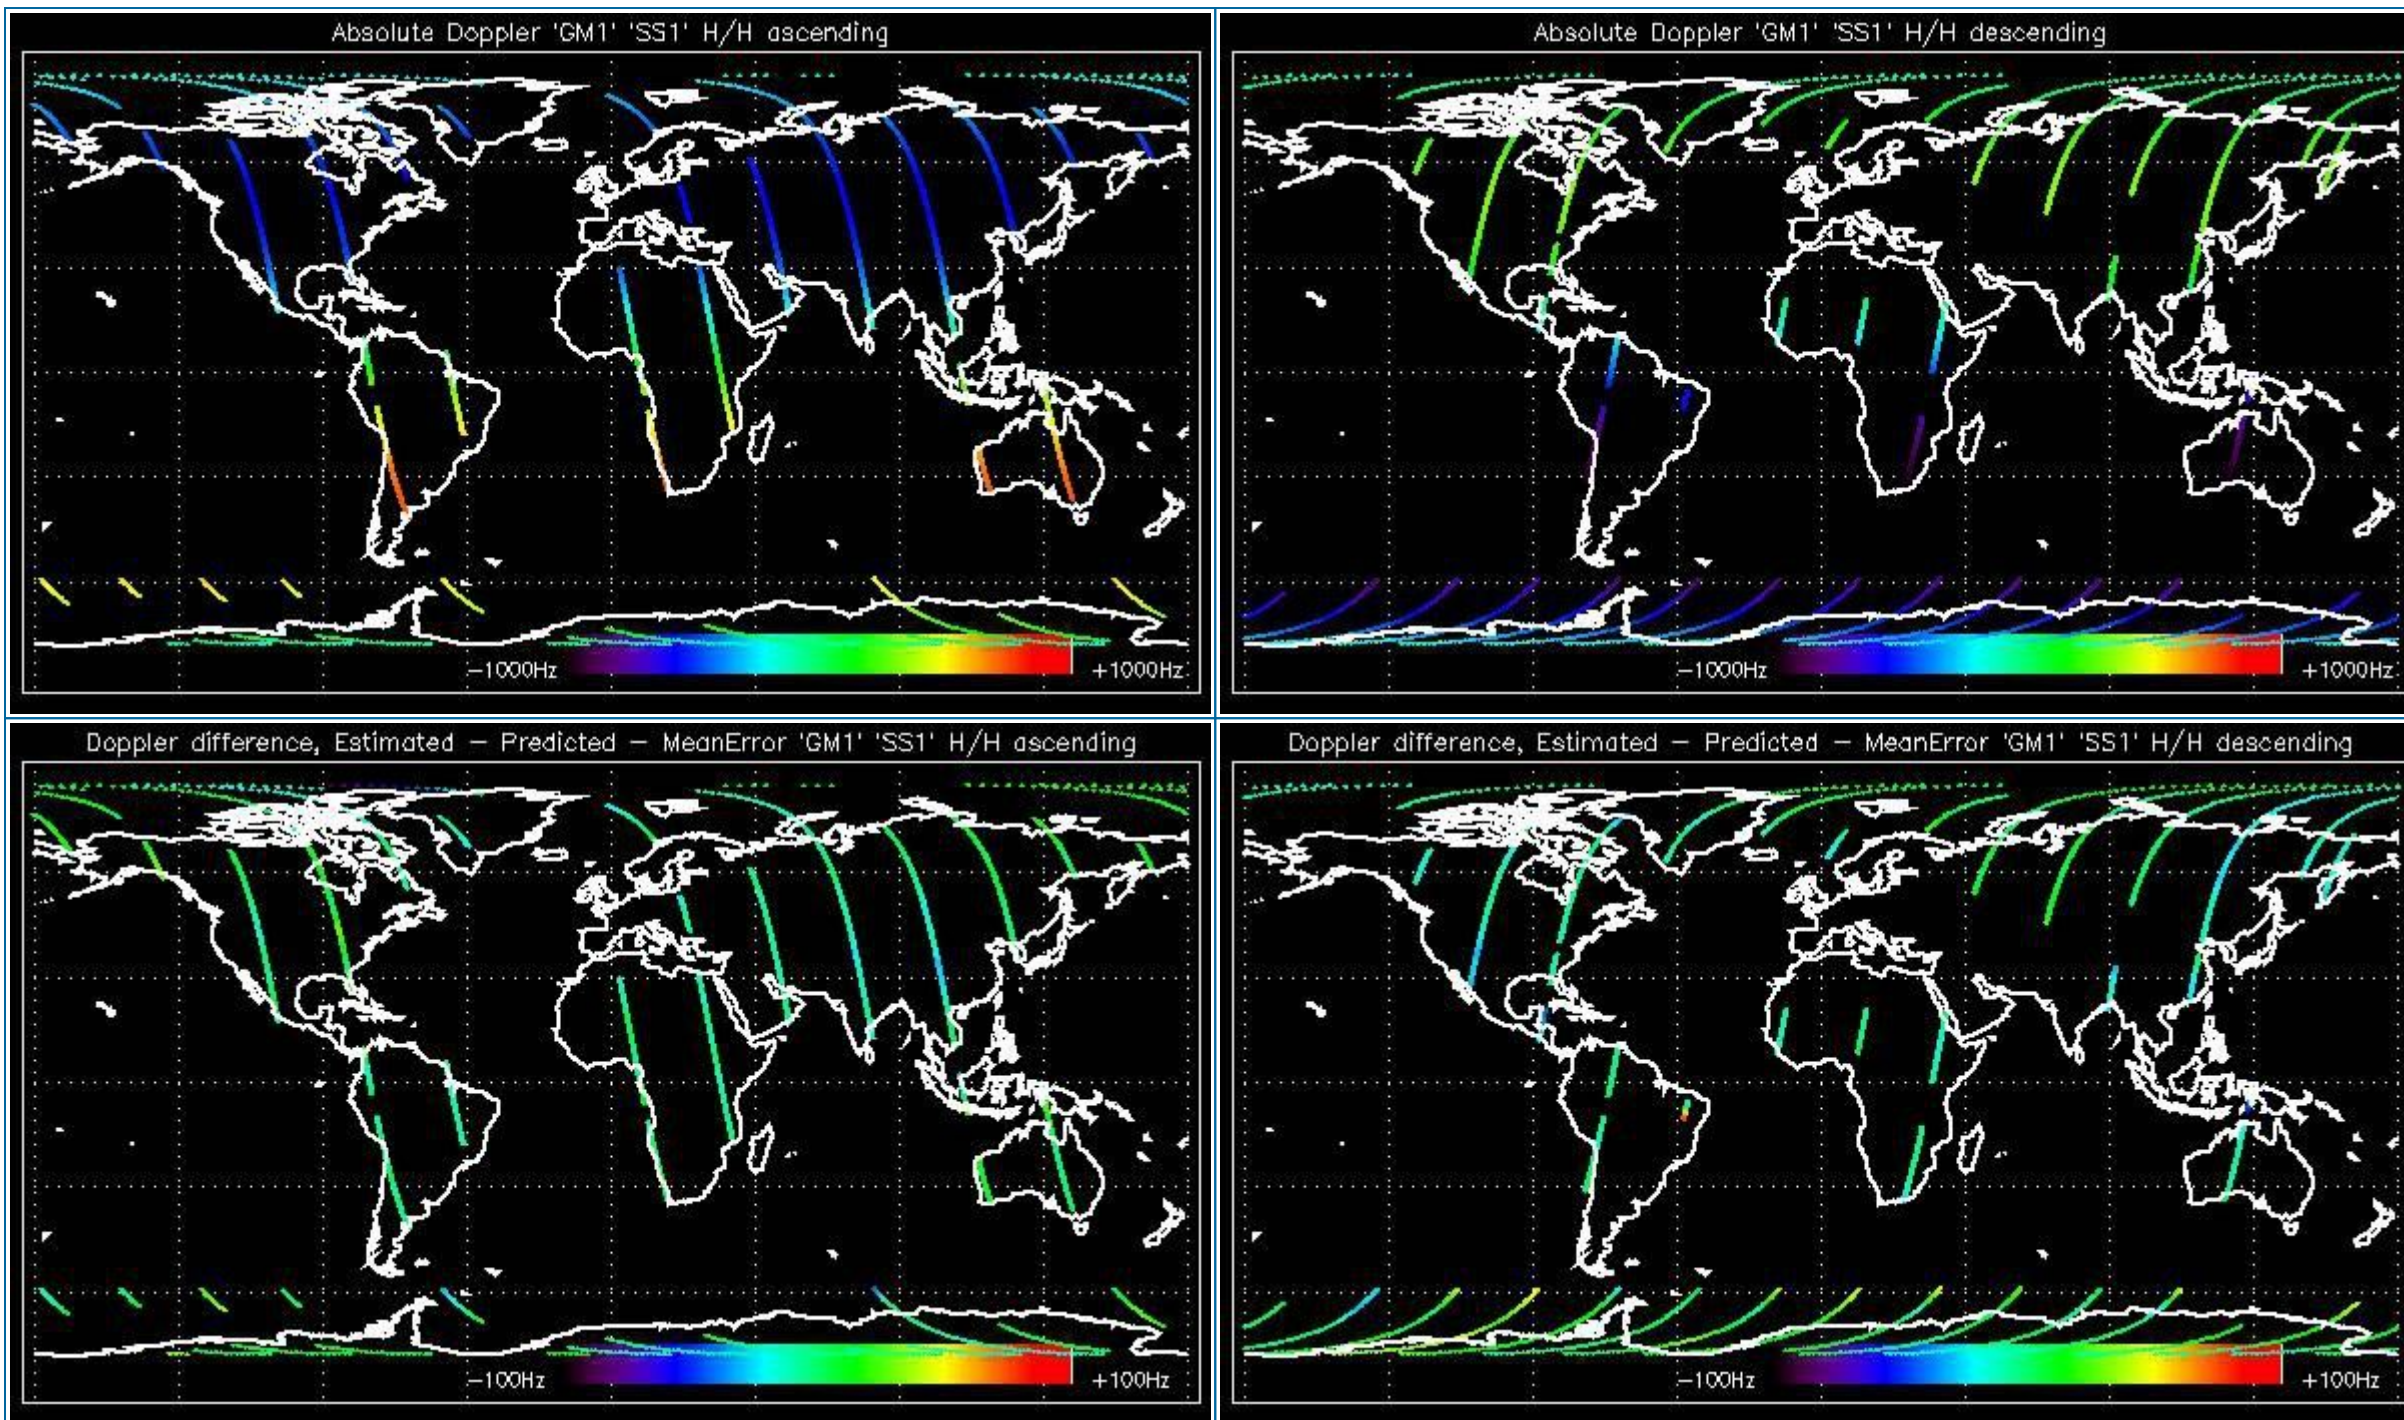 Absolute Doppler 'GM1' 'SS1' H/H ascending
−1000Hz
+1000Hz
Absolute Doppler 'GM1' 'SS1' H/H descending
−1000Hz
+1000Hz
Doppler difference, Estimated − Predicted − MeanError 'GM1' 'SS1' H/H ascending
−100Hz
+100Hz
Doppler difference, Estimated − Predicted − MeanError 'GM1' 'SS1' H/H descending
−100Hz
+100Hz